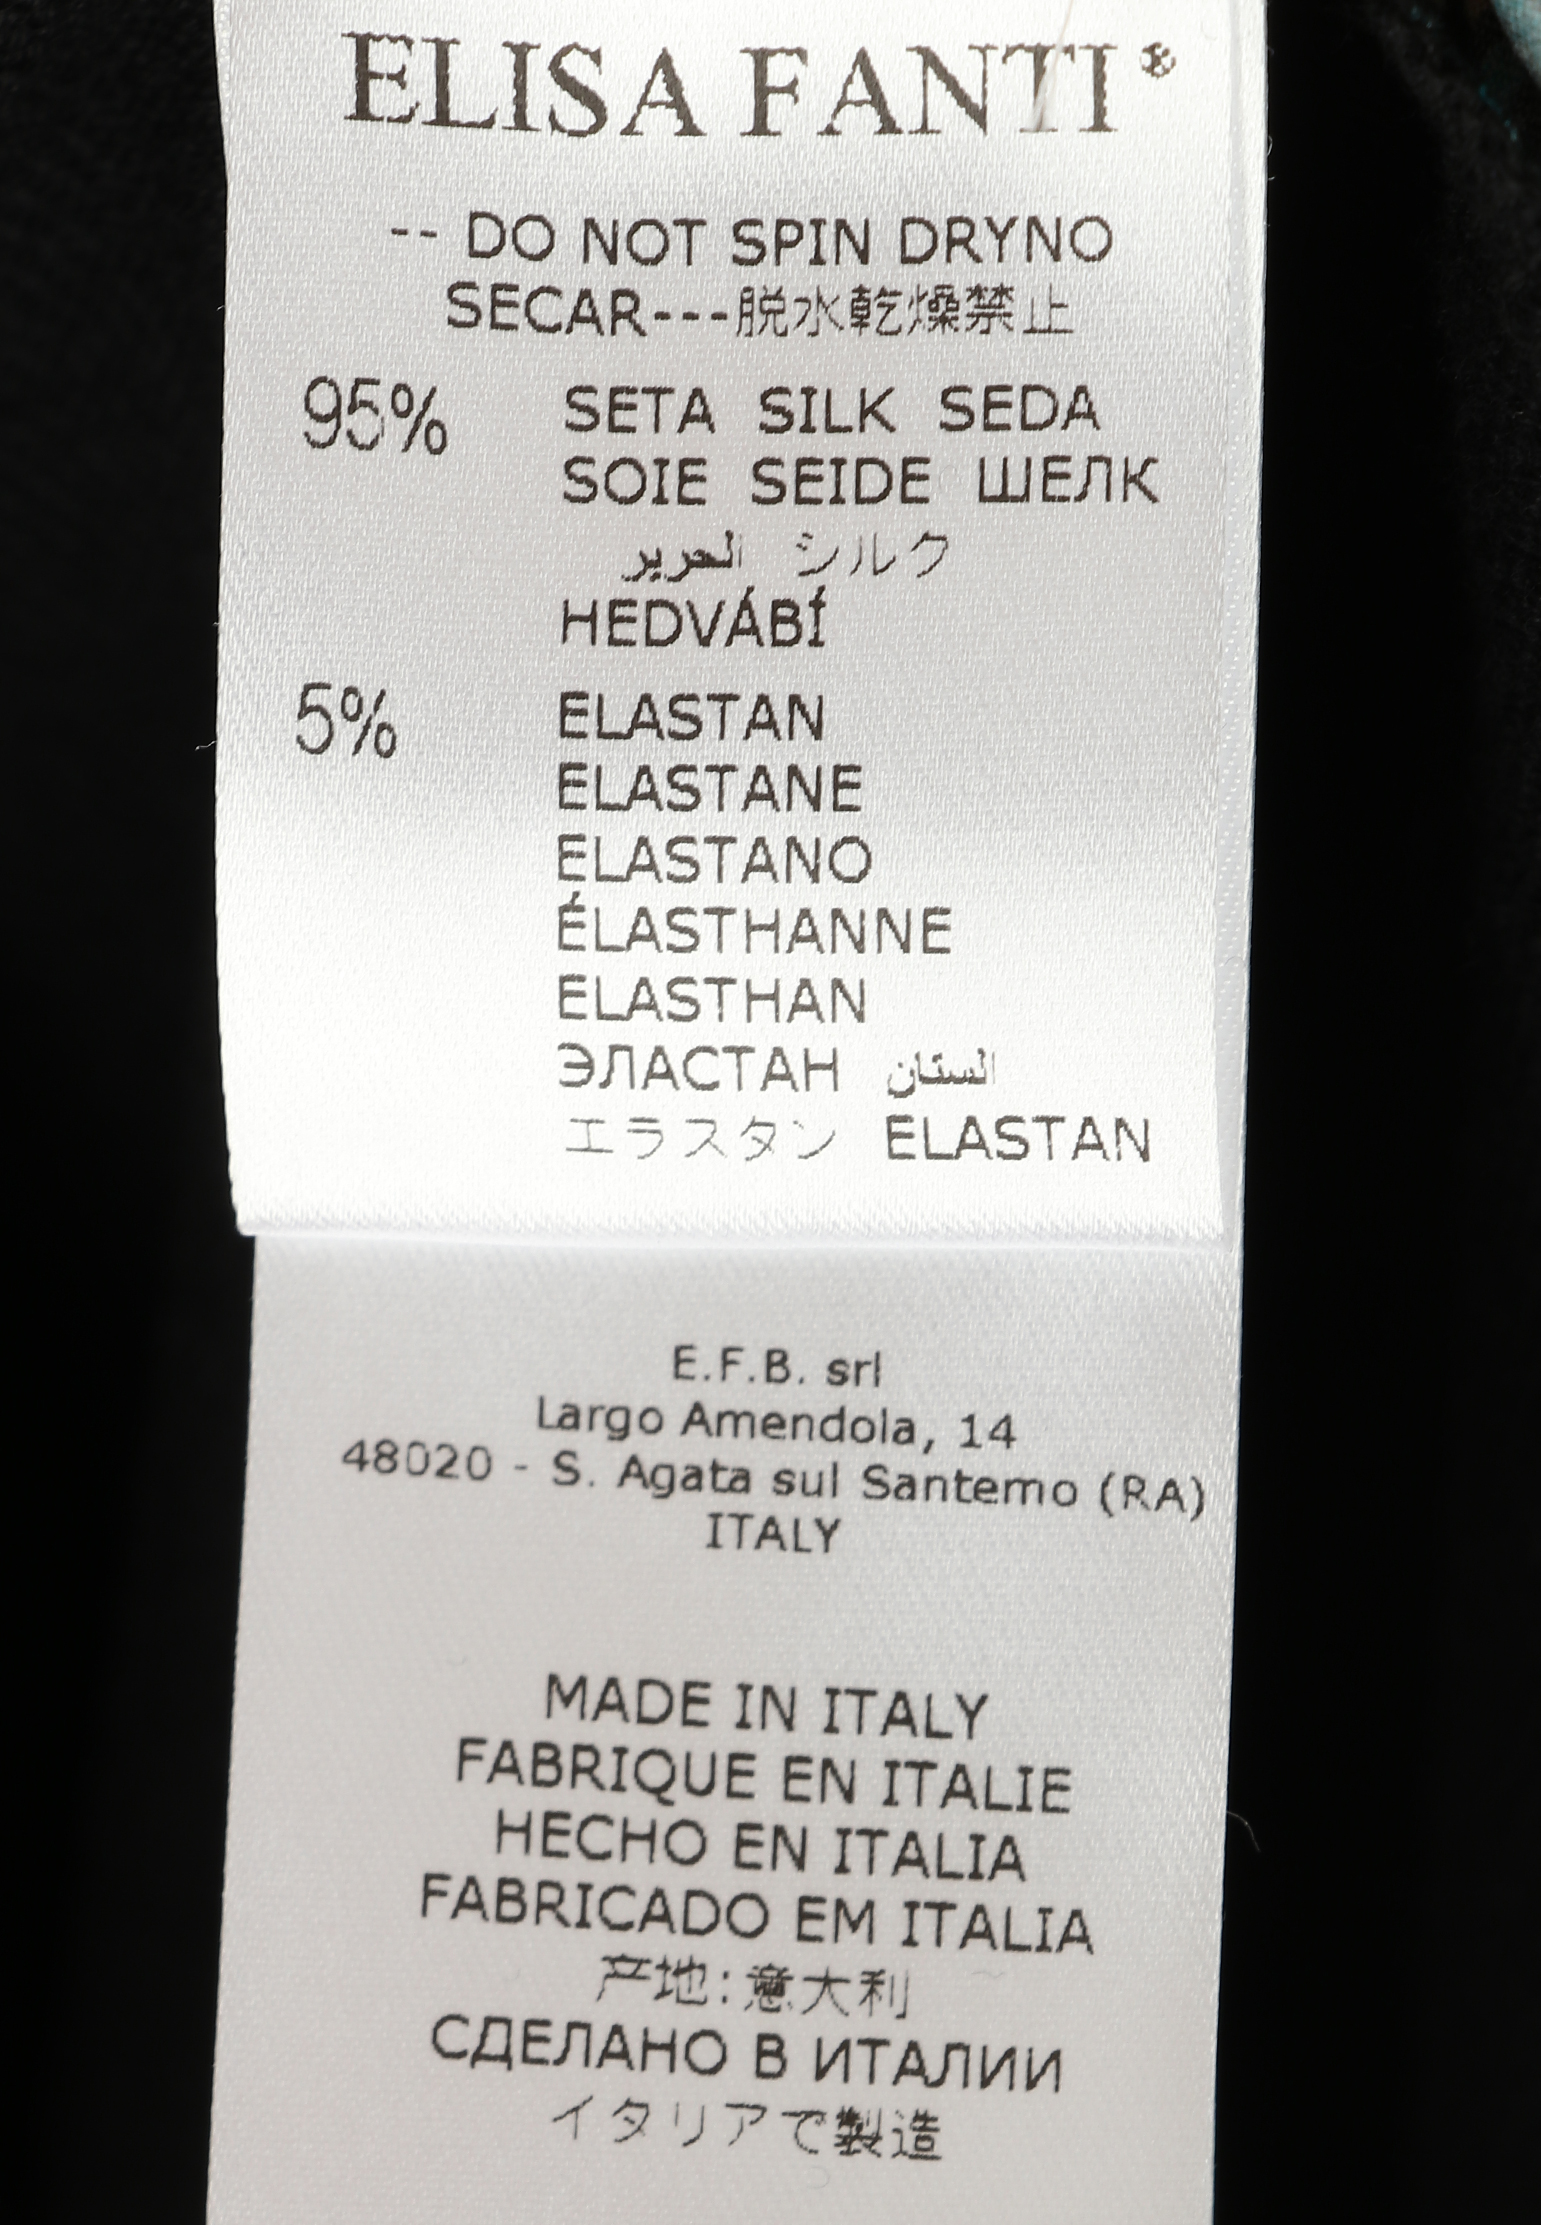 ELISA FANTI®
-- DO NOT SPIN DRYNO
SECAR---脱水乾燥禁止
95% SETA SILK SEDA
SOIE SEIDE ШЕЛК
الحرير シルク
HEDVÁBÍ
5% ELASTAN
ELASTANE
ELASTANO
ÉLASTHANNE
ELASTHAN
ЭЛАСТАН الستان
エラスタン ELASTAN
E.F.B. srl
Largo Amendola, 14
48020 - S. Agata sul Santerno (RA)
ITALY
MADE IN ITALY
FABRIQUE EN ITALIE
HECHO EN ITALIA
FABRICADO EM ITALIA
产地:意大利
СДЕЛАНО В ИТАЛИИ
イタリアで製造